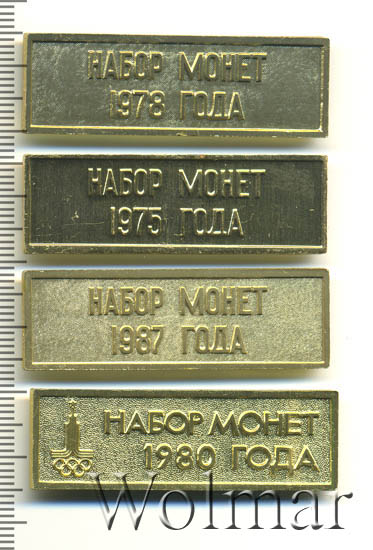 НАБОР МОНЕТ
1978 ГОДА
НАБОР МОНЕТ
1975 ГОДА
НАБОР МОНЕТ
1987 ГОДА
НАБОР МОНЕТ
1980 ГОДА
Wolmar